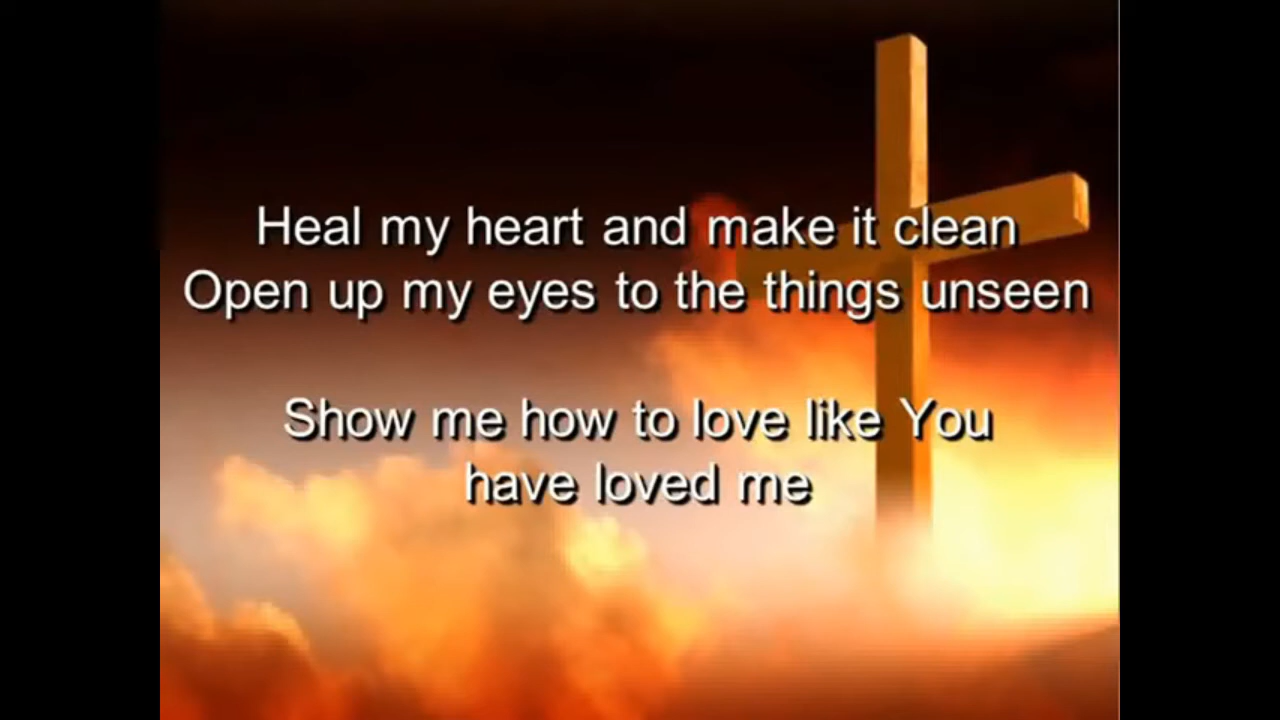 Heal my heart and make it clean
Open up my eyes to the things unseen
Show me how to love like You
have loved me